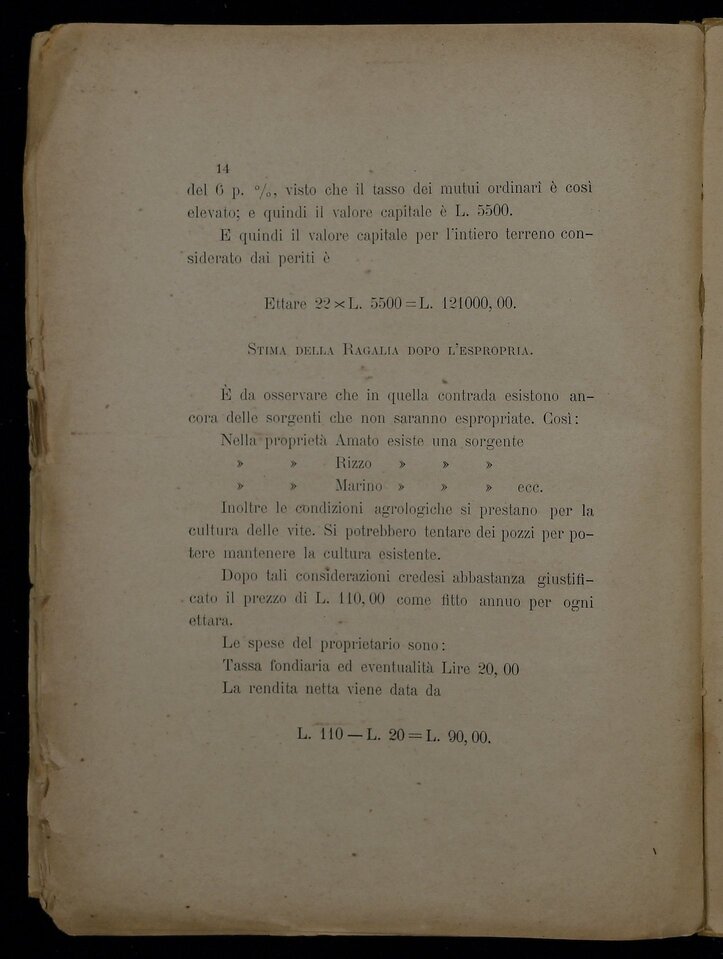 14
del 6 p. %, visto che il tasso dei mutui ordinarî è così
elevato; e quindi il valore capitale è L. 5500.
E quindi il valore capitale per l'intiero terreno con-
siderato dai periti è
Ettare 22 × L. 5500 = L. 121000, 00.
STIMA DELLA RAGALIA DOPO L'ESPROPRIA.
È da osservare che in quella contrada esistono an-
cora delle sorgenti che non saranno espropriate. Così:
Nella proprietà Amato esiste una sorgente
» » Rizzo » » »
» » Marino » » » ecc.
Inoltre le condizioni agrologiche si prestano per la
cultura delle vite. Si potrebbero tentare dei pozzi per po-
tere mantenere la cultura esistente.
Dopo tali considerazioni credesi abbastanza giustifi-
cato il prezzo di L. 110, 00 come fitto annuo per ogni
ettara.
Le spese del proprietario sono:
Tassa fondiaria ed eventualità Lire 20, 00
La rendita netta viene data da
L. 110 — L. 20 = L. 90, 00.